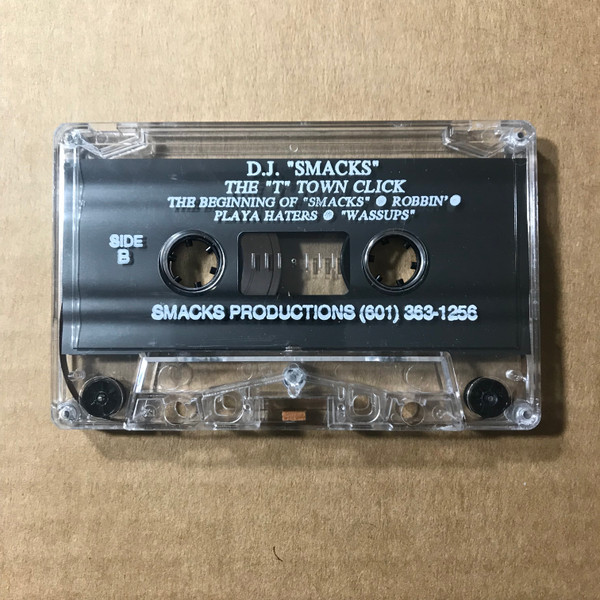 D.J. "SMACKS"
THE "T" TOWN CLICK
THE BEGINNING OF "SMACKS" ● ROBBIN' ●
PLAYA HATERS ● "WASSUPS"
SIDE
B
SMACKS PRODUCTIONS (601) 363-1256